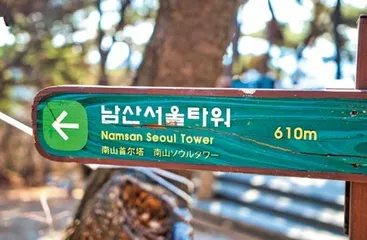 남산서울타워
Namsan Seoul Tower 610m
南山首尔塔 南山ソウルタワー